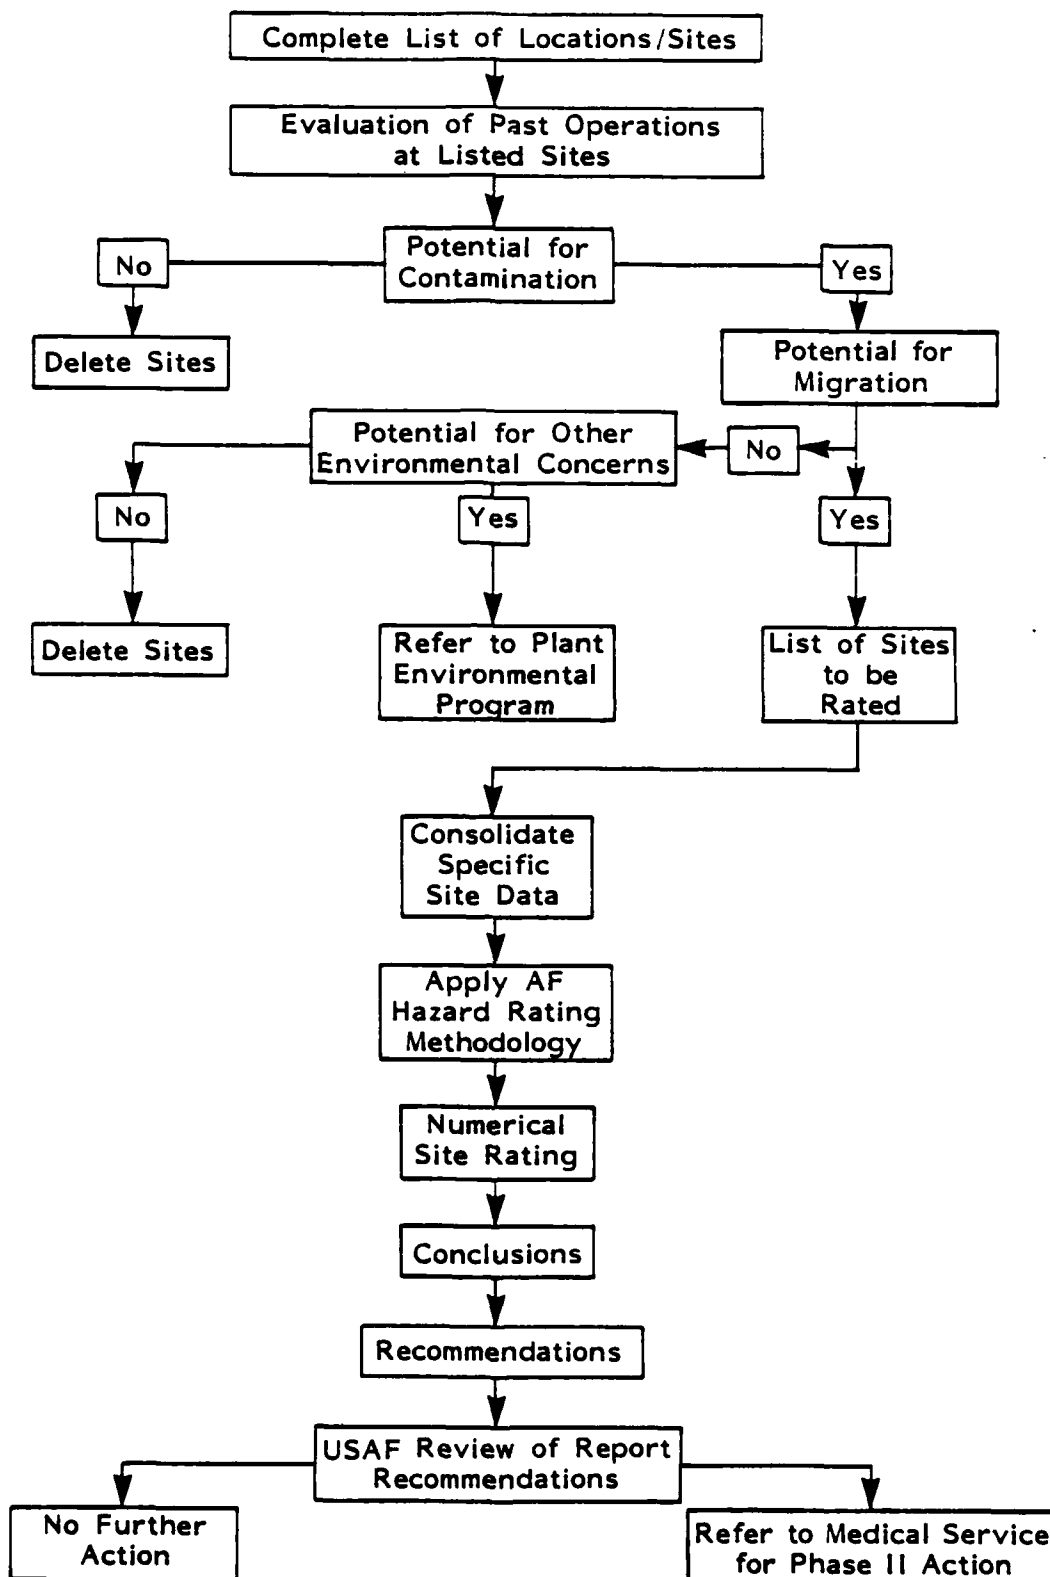 Complete List of Locations/Sites
Evaluation of Past Operations
at Listed Sites
Potential for
Contamination
No
Yes
Delete Sites
Potential for
Migration
Potential for Other
Environmental Concerns
No
No
Yes
Yes
Delete Sites
Refer to Plant
Environmental
Program
List of Sites
to be
Rated
Consolidate
Specific
Site Data
Apply AF
Hazard Rating
Methodology
Numerical
Site Rating
Conclusions
Recommendations
USAF Review of Report
Recommendations
No Further
Action
Refer to Medical Service
for Phase II Action